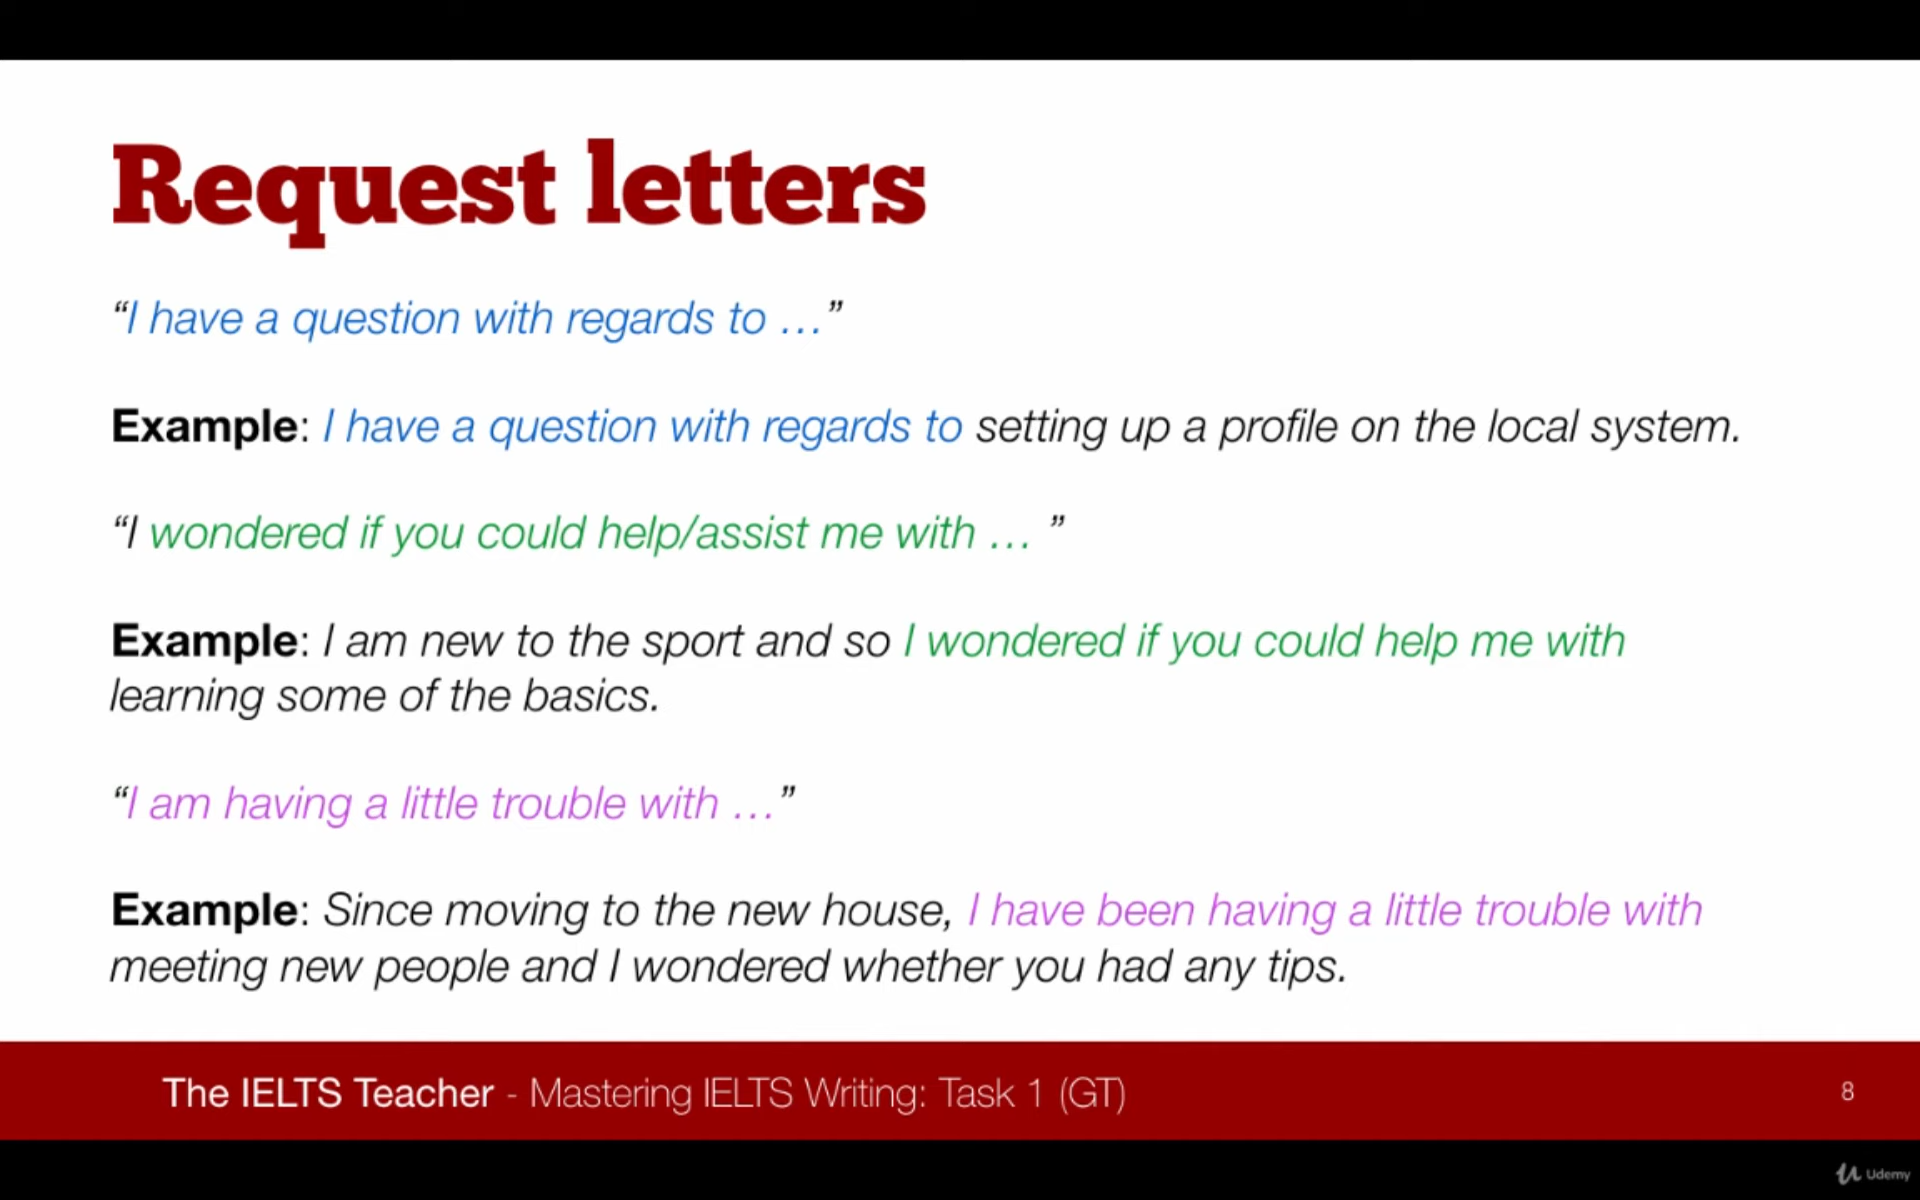 Request letters
“I have a question with regards to …”
Example: I have a question with regards to setting up a profile on the local system.
“I wondered if you could help/assist me with … ”
Example: I am new to the sport and so I wondered if you could help me with
learning some of the basics.
“I am having a little trouble with …”
Example: Since moving to the new house, I have been having a little trouble with
meeting new people and I wondered whether you had any tips.
The IELTS Teacher - Mastering IELTS Writing: Task 1 (GT)
8
Udemy